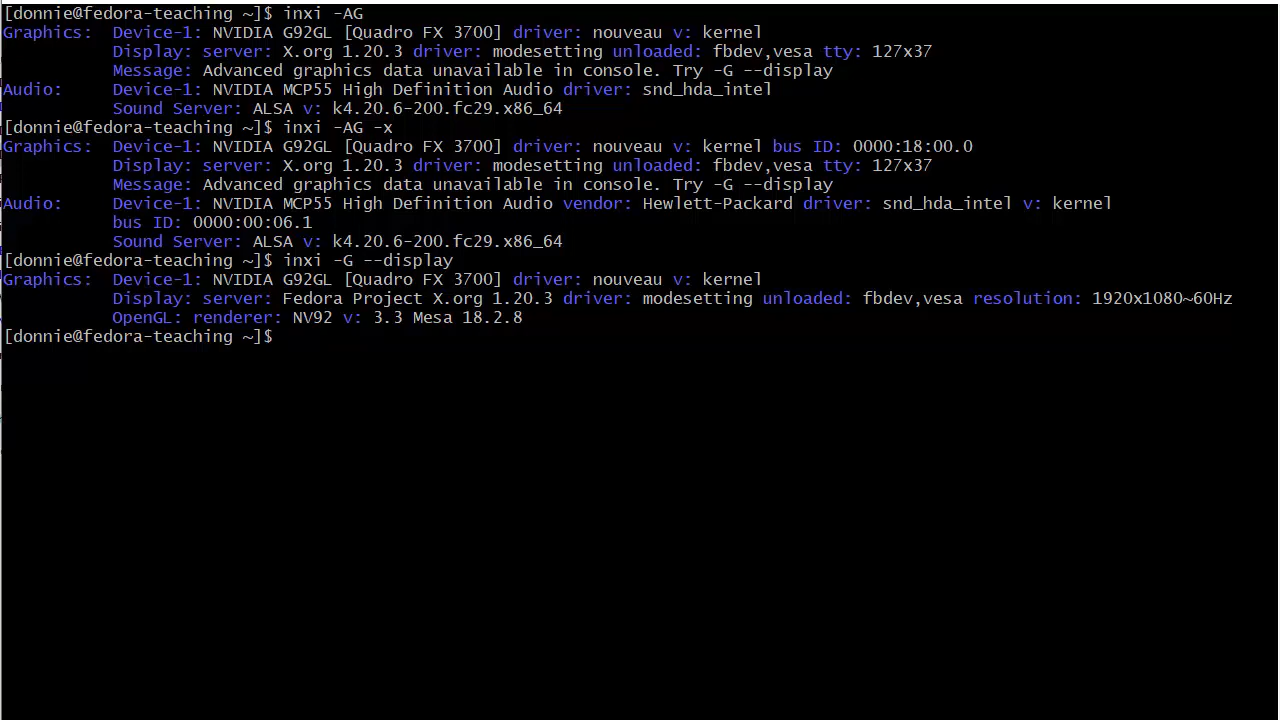 [donnie@fedora-teaching ~]$ inxi -AG
Graphics:  Device-1: NVIDIA G92GL [Quadro FX 3700] driver: nouveau v: kernel
           Display: server: X.org 1.20.3 driver: modesetting unloaded: fbdev,vesa tty: 127x37
           Message: Advanced graphics data unavailable in console. Try -G --display
Audio:     Device-1: NVIDIA MCP55 High Definition Audio driver: snd_hda_intel
           Sound Server: ALSA v: k4.20.6-200.fc29.x86_64
[donnie@fedora-teaching ~]$ inxi -AG -x
Graphics:  Device-1: NVIDIA G92GL [Quadro FX 3700] driver: nouveau v: kernel bus ID: 0000:18:00.0
           Display: server: X.org 1.20.3 driver: modesetting unloaded: fbdev,vesa tty: 127x37
           Message: Advanced graphics data unavailable in console. Try -G --display
Audio:     Device-1: NVIDIA MCP55 High Definition Audio vendor: Hewlett-Packard driver: snd_hda_intel v: kernel
           bus ID: 0000:00:06.1
           Sound Server: ALSA v: k4.20.6-200.fc29.x86_64
[donnie@fedora-teaching ~]$ inxi -G --display
Graphics:  Device-1: NVIDIA G92GL [Quadro FX 3700] driver: nouveau v: kernel
           Display: server: Fedora Project X.org 1.20.3 driver: modesetting unloaded: fbdev,vesa resolution: 1920x1080~60Hz
           OpenGL: renderer: NV92 v: 3.3 Mesa 18.2.8
[donnie@fedora-teaching ~]$